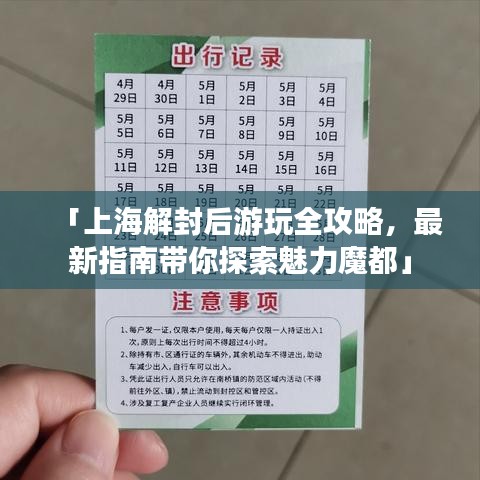 出行记录
4月 4月 5月 5月 5月 5月
29日 30日 1日 2日 3日 4日
5月 5月 5月 5月 5月 5月
5日 6日 7日 8日 9日 10日
5月 5月 5月 5月 5月 5月
11日 12日 13日 14日 15日 16日
5月 5月 5月 5月 5月 5月
「上海解封后游玩全攻略，最
新指南带你探索魅力魔都」
注意事项
1、每户发一证，仅限本户使用，每天每户仅限一人持证出入1
次，原则上每次出行时间不得超过4小时。
2、除持有市、区通行证的车辆外，其余机动车不得进出，助动
车减少出入，自行车可以出入。
3、凭此证出行人员只允许在南桥镇的防范区域内活动（不得
前往外区、镇），禁止流动到封控区和管控区。
4、涉及复工复产企业人员继续实行闭环管理。